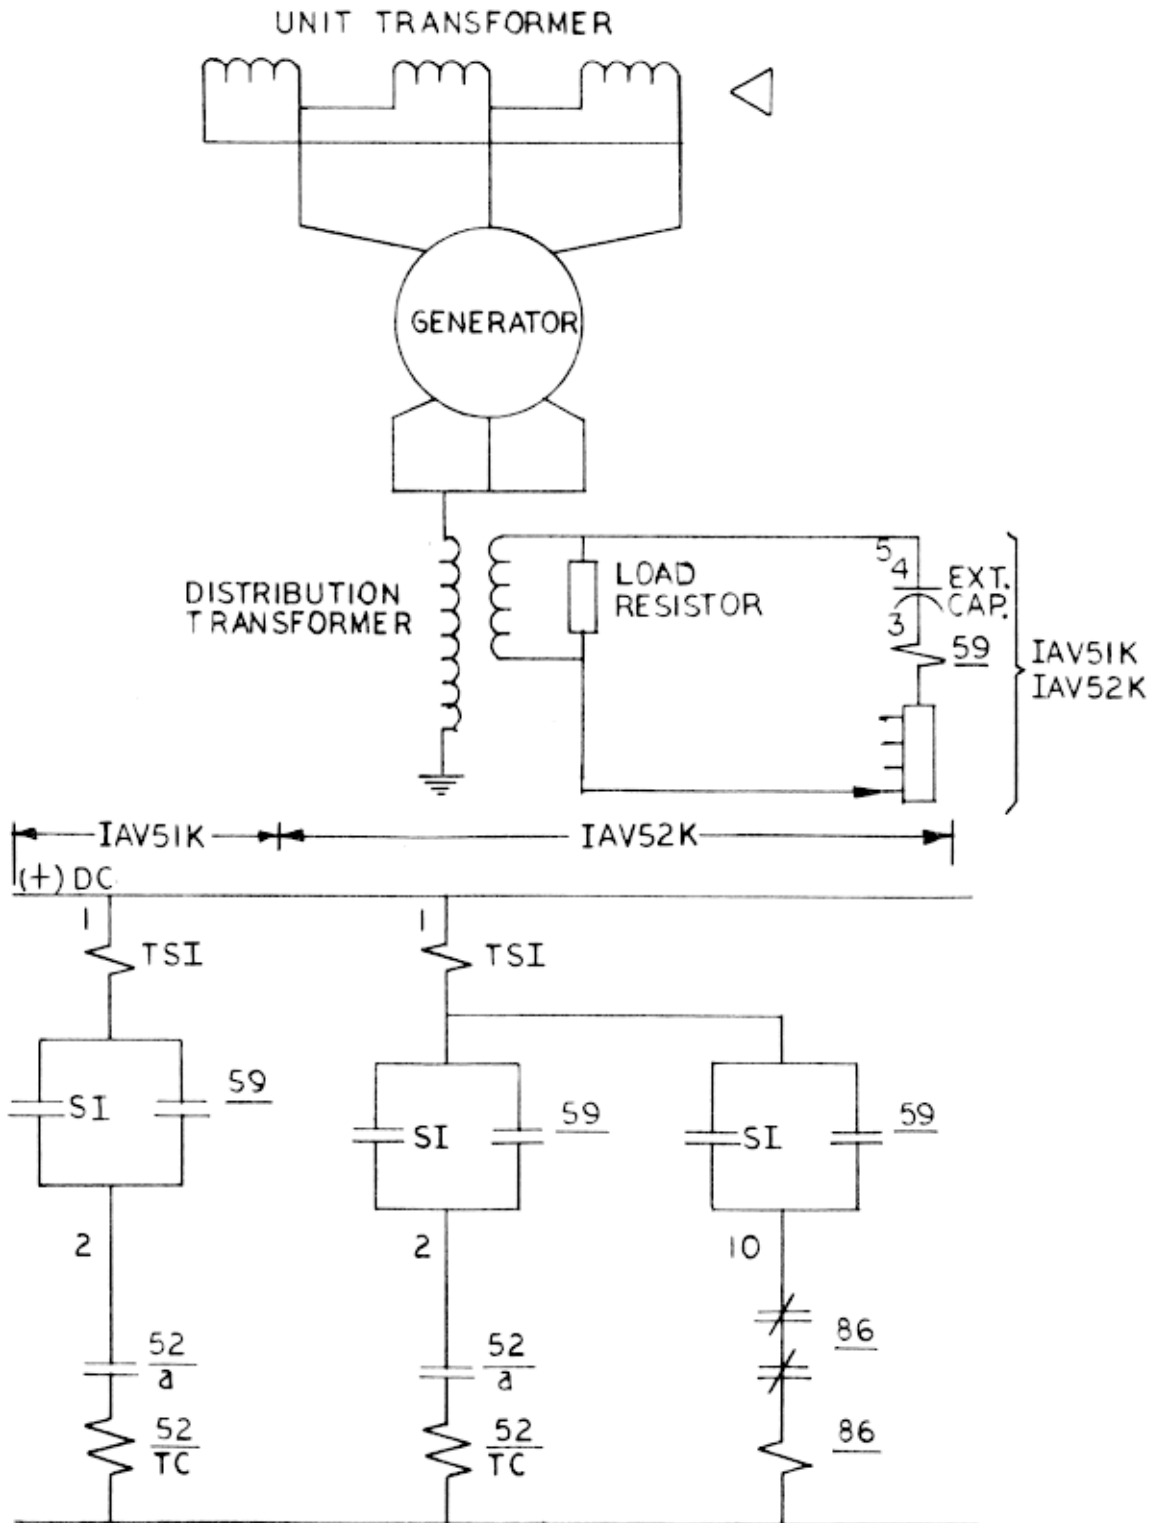 UNIT TRANSFORMER
GENERATOR
DISTRIBUTION
TRANSFORMER
LOAD
RESISTOR
5
4
EXT.
CAP.
3
59
IAV51K
IAV52K
IAV51K
IAV52K
(+) DC
1
TSI
1
TSI
SI
59
SI
59
SI
59
2
2
10
52
a
52
a
86
52
TC
52
TC
86